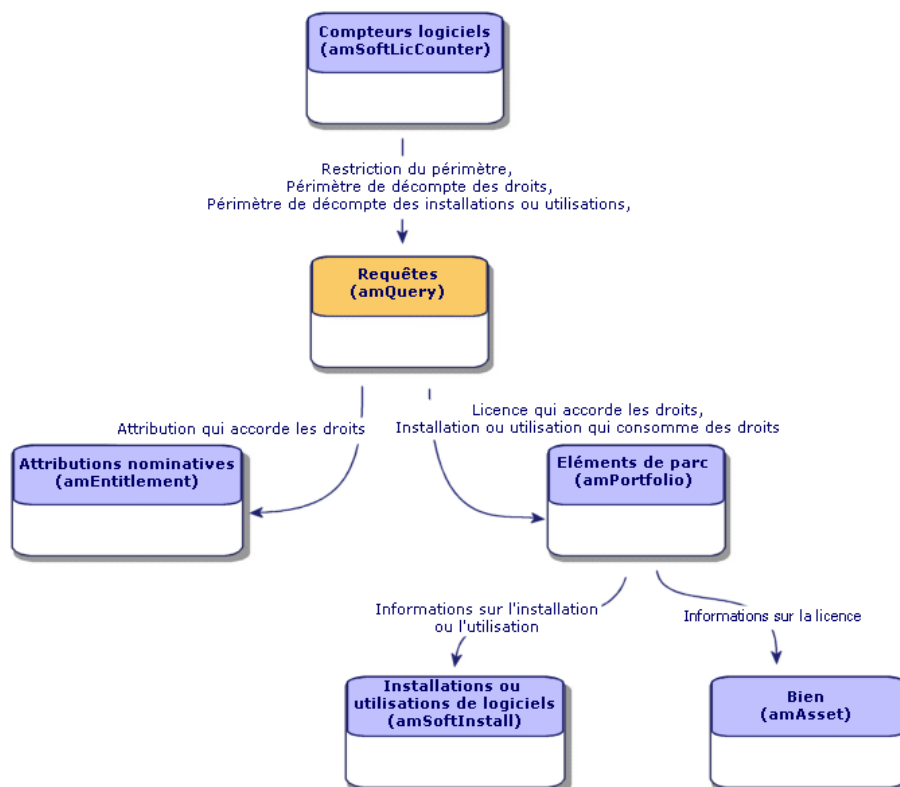 Compteurs logiciels
(amSoftLicCounter)
Restriction du périmètre,
Périmètre de décompte des droits,
Périmètre de décompte des installations ou utilisations,
Requêtes
(amQuery)
Attribution qui accorde les droits
Licence qui accorde les droits,
Installation ou utilisation qui consomme des droits
Attributions nominatives
(amEntitlement)
Eléments de parc
(amPortfolio)
Informations sur l'installation
ou l'utilisation
Informations sur la licence
Installations ou
utilisations de logiciels
(amSoftInstall)
Bien
(amAsset)